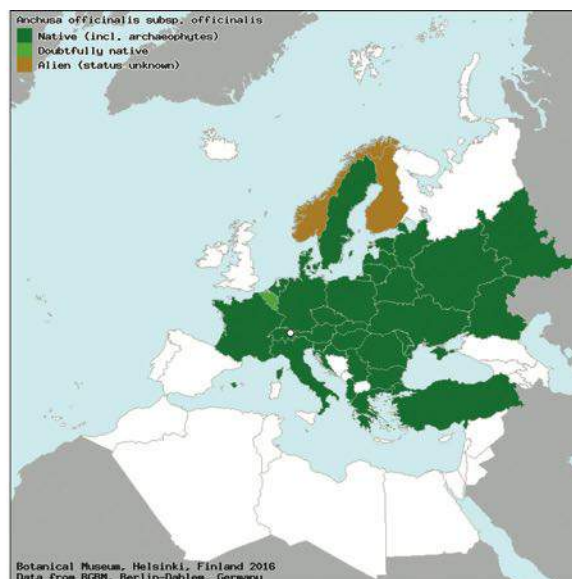 Anchusa officinalis subsp. officinalis
Native (incl. archaeophytes)
Doubtfully native
Alien (status unknown)
Botanical Museum, Helsinki, Finland 2016
Data from BGBM, Berlin-Dahlem, Germany